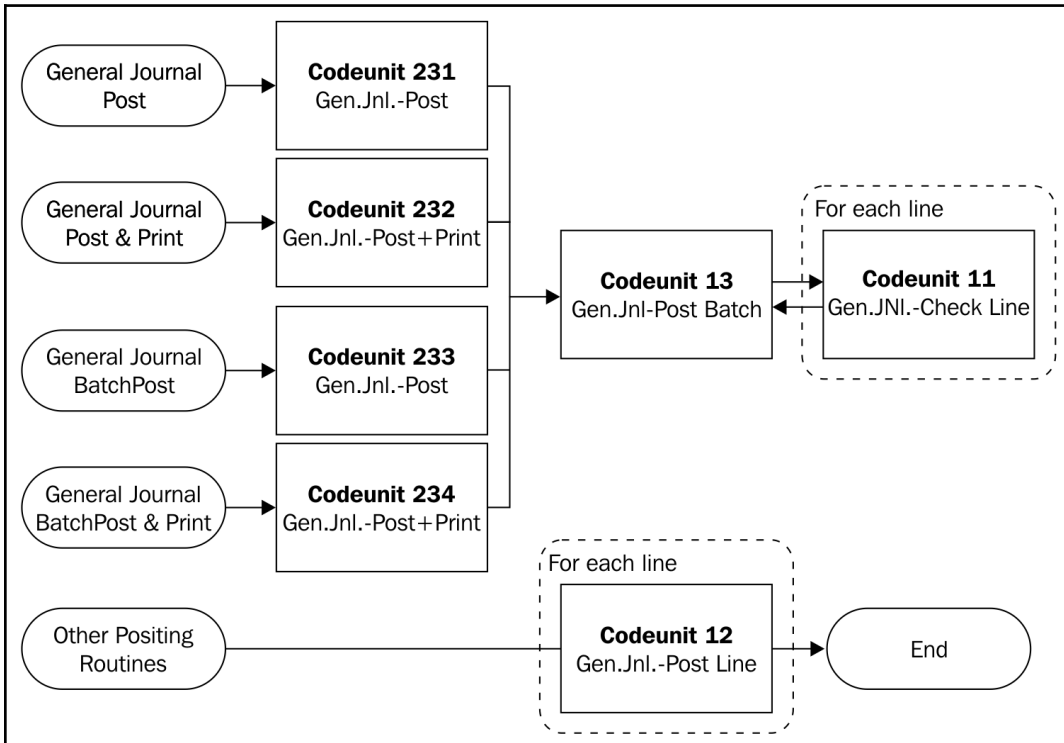 General Journal
Post
Codeunit 231
Gen.Jnl.-Post
General Journal
Post & Print
Codeunit 232
Gen.Jnl.-Post+Print
For each line
Codeunit 13
Gen.Jnl-Post Batch
Codeunit 11
Gen.JNl.-Check Line
General Journal
BatchPost
Codeunit 233
Gen.Jnl.-Post
General Journal
BatchPost & Print
Codeunit 234
Gen.Jnl.-Post+Print
For each line
Other Positing
Routines
Codeunit 12
Gen.Jnl.-Post Line
End